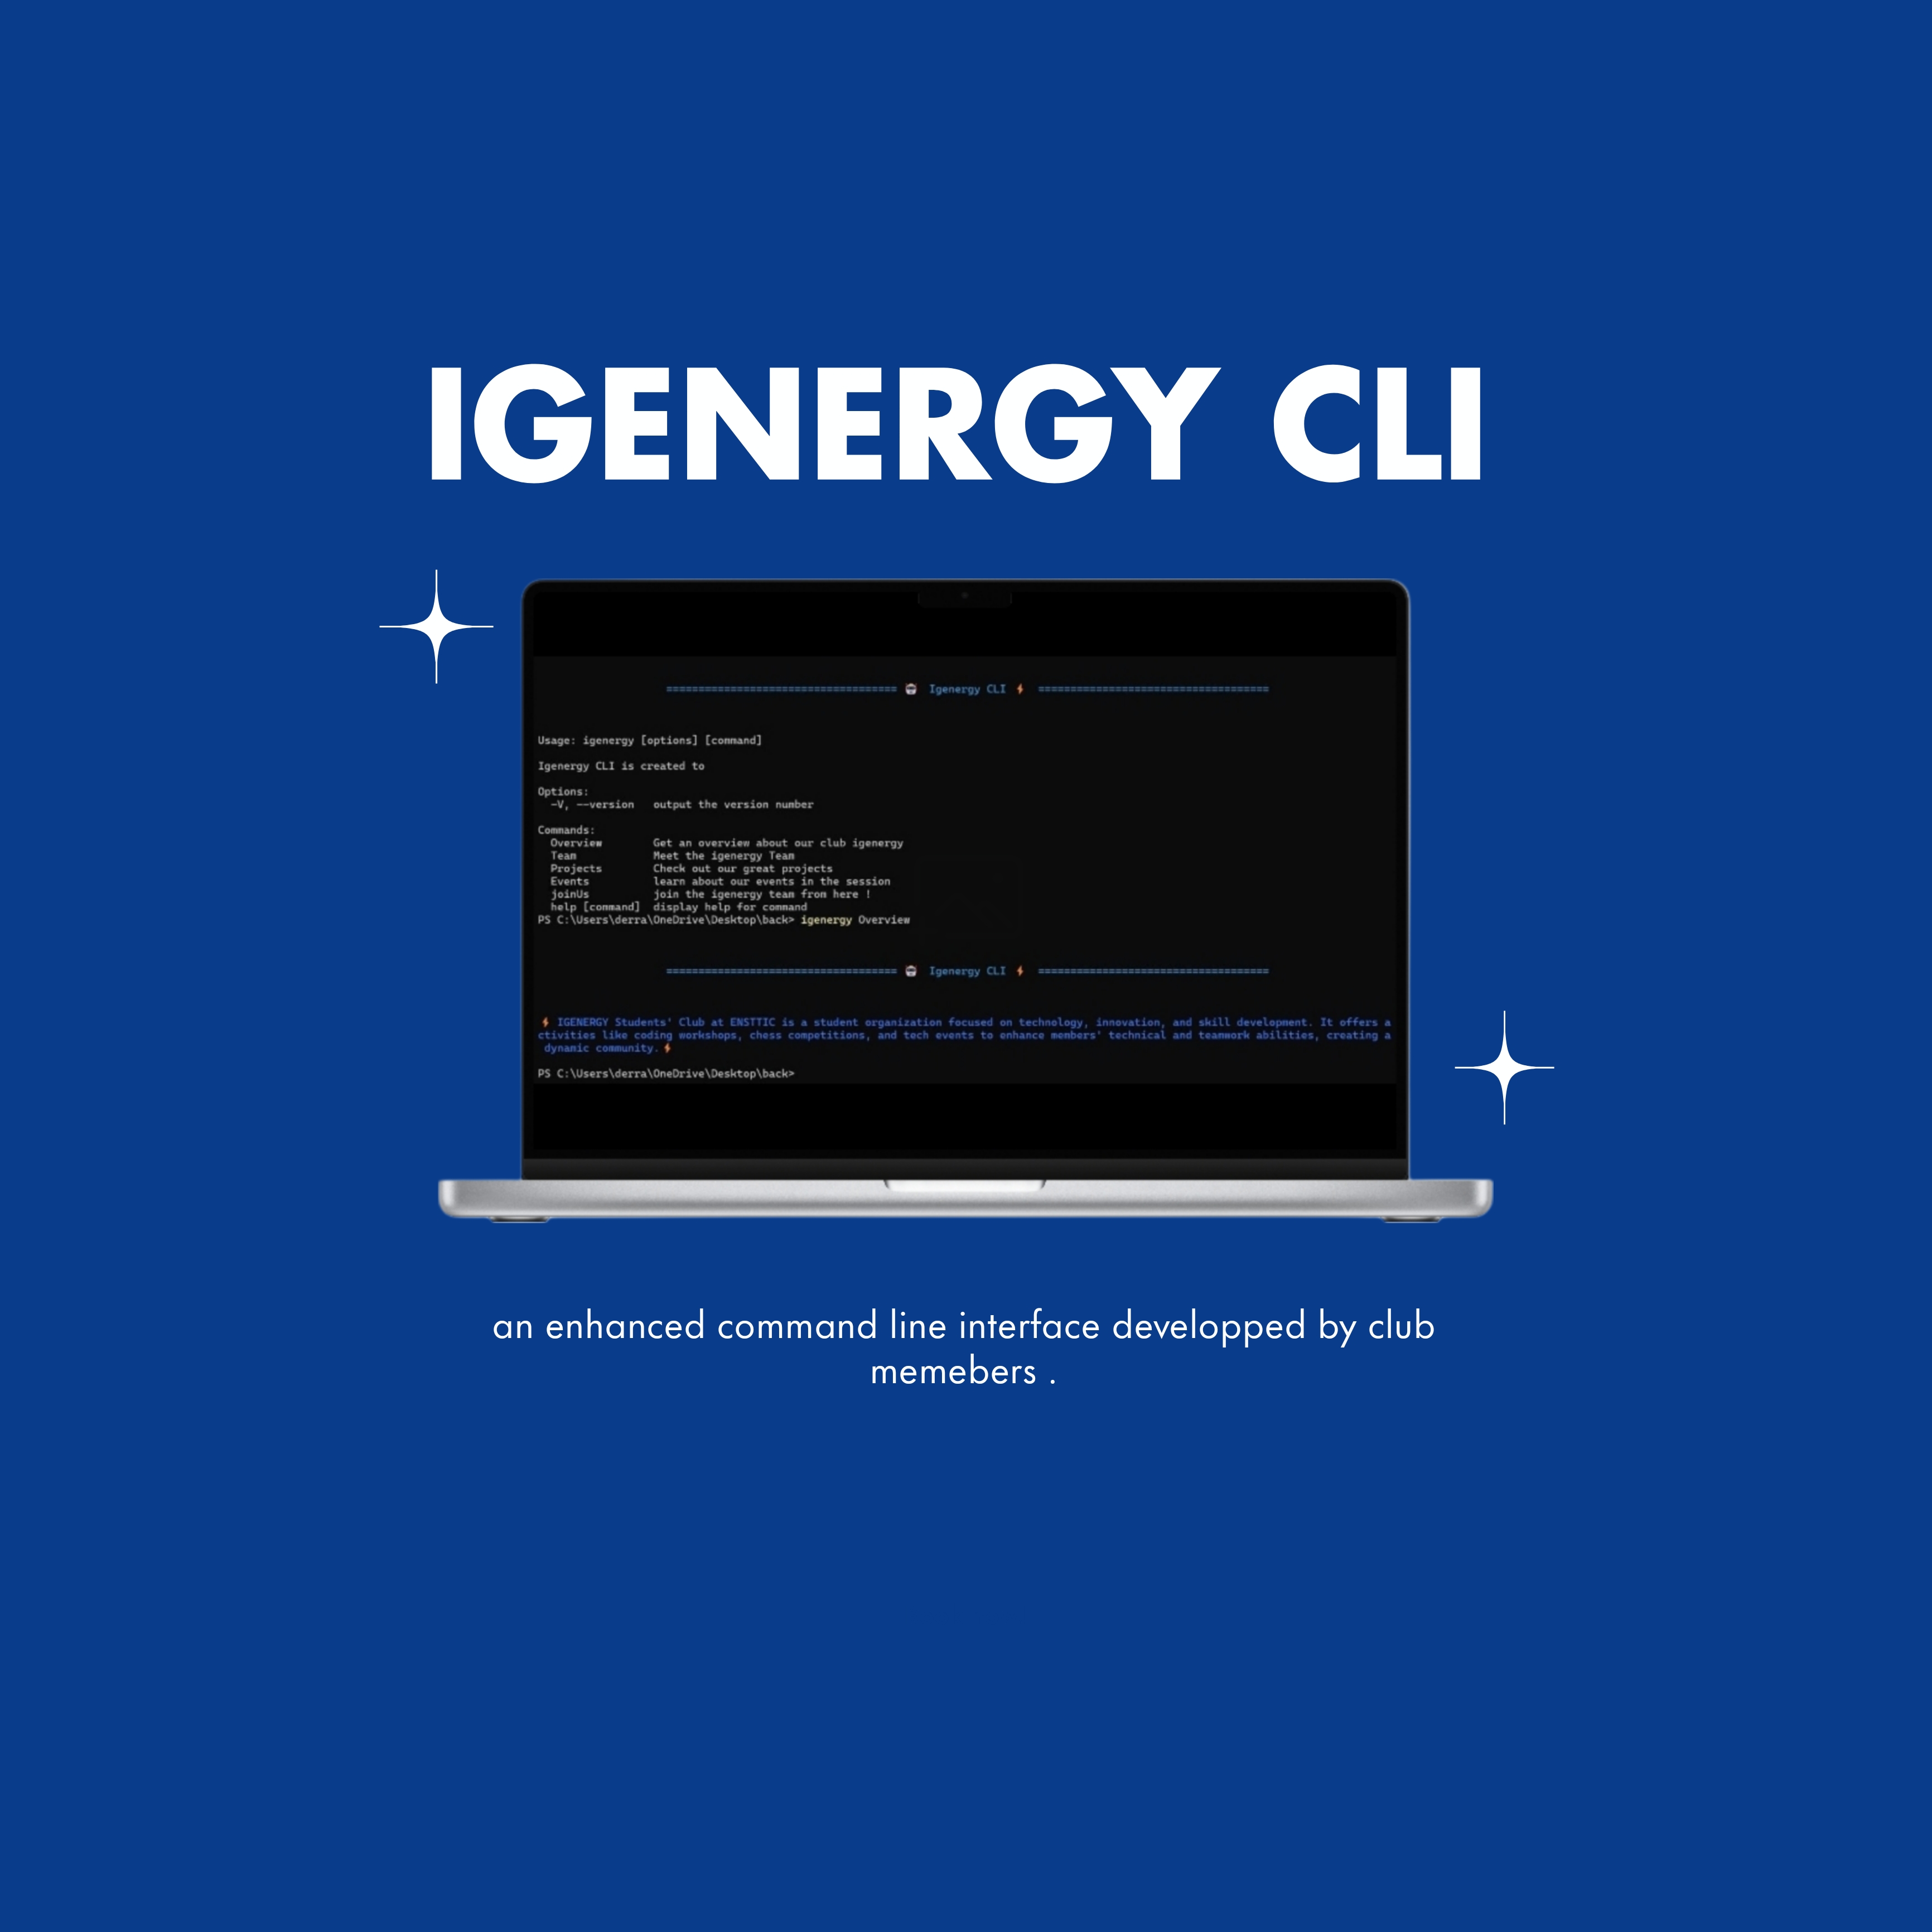 IGENERGY CLI
=================================== Igenergy CLI ⚡ ===================================
Usage: igenergy [options] [command]
Igenergy CLI is created to
Options:
-V, --version output the version number
Commands:
Overview Get an overview about our club igenergy
Team Meet the igenergy Team
Projects Check out our great projects
Events learn about our events in the session
joinUs join the igenergy team from here !
help [command] display help for command
PS C:\Users\derra\OneDrive\Desktop\back> igenergy Overview
=================================== Igenergy CLI ⚡ ===================================
⚡ IGENERGY Students' Club at ENSTTIC is a student organization focused on technology, innovation, and skill development. It offers a
ctivities like coding workshops, chess competitions, and tech events to enhance members' technical and teamwork abilities, creating a
dynamic community. ⚡
PS C:\Users\derra\OneDrive\Desktop\back>
an enhanced command line interface developped by club
memebers .